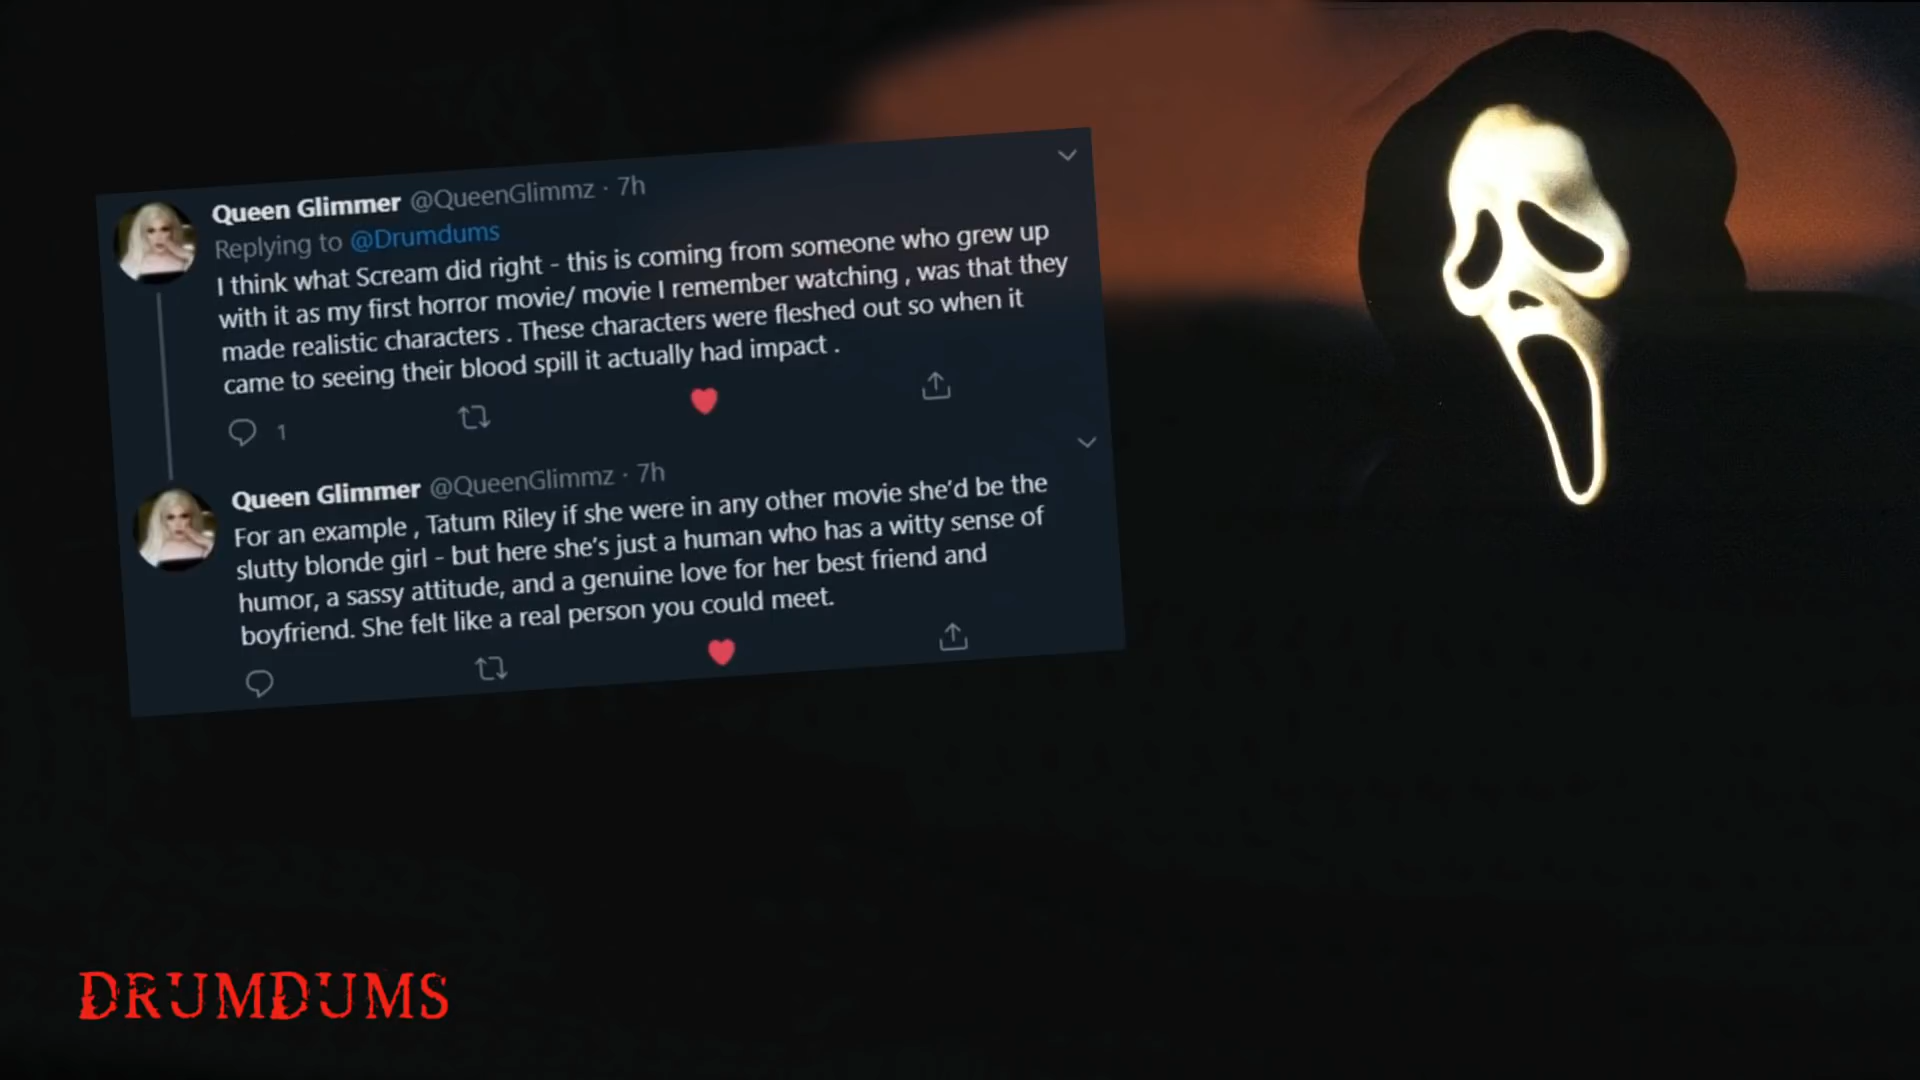 Queen Glimmer @QueenGlimmz · 7h
Replying to @Drumdums
I think what Scream did right - this is coming from someone who grew up
with it as my first horror movie/ movie I remember watching , was that they
made realistic characters . These characters were fleshed out so when it
came to seeing their blood spill it actually had impact .
1
Queen Glimmer @QueenGlimmz · 7h
For an example , Tatum Riley if she were in any other movie she’d be the
slutty blonde girl - but here she’s just a human who has a witty sense of
humor, a sassy attitude, and a genuine love for her best friend and
boyfriend. She felt like a real person you could meet.
DRUMDUMS